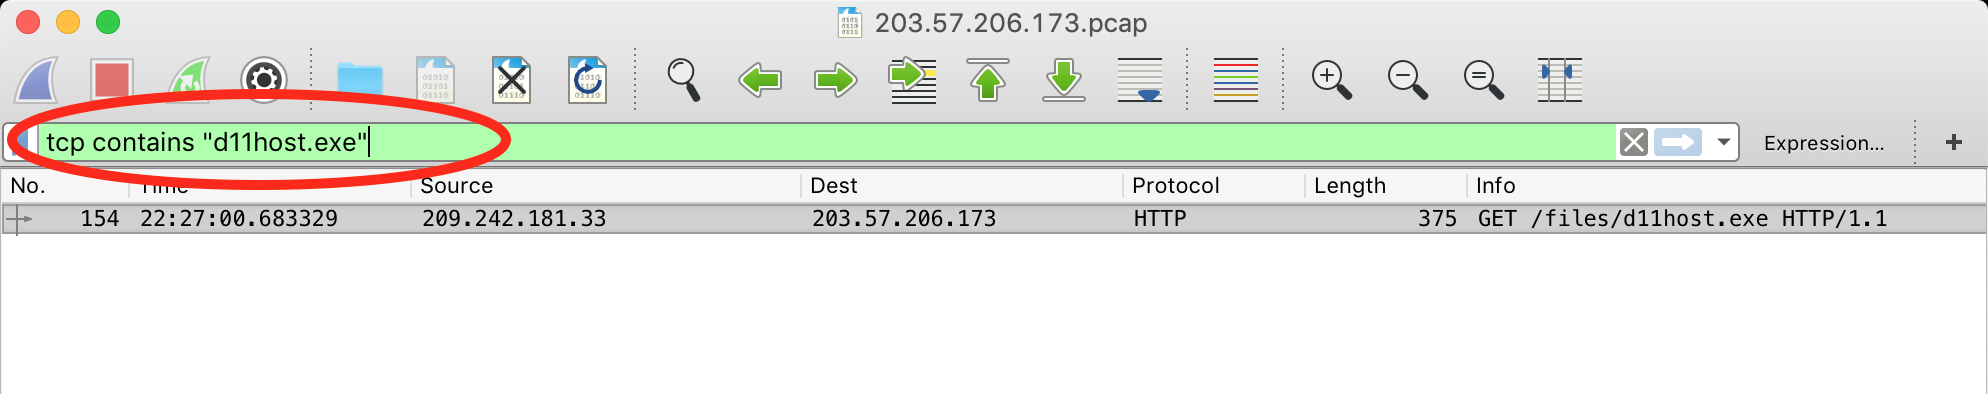 203.57.206.173.pcap
tcp contains "d11host.exe"
Expression... +
No. Time Source Dest Protocol Length Info
154 22:27:00.683329 209.242.181.33 203.57.206.173 HTTP 375 GET /files/d11host.exe HTTP/1.1